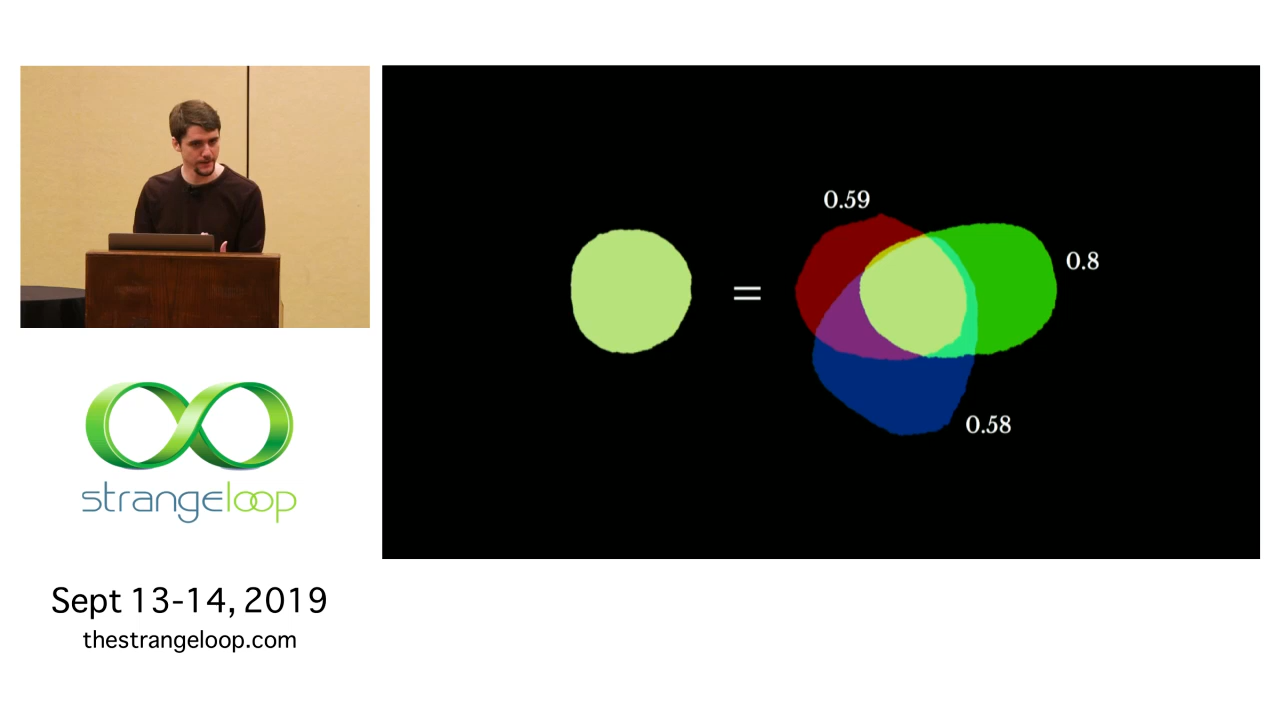 0.59
0.8
=
0.58
strangeloop
Sept 13-14, 2019
thestrangeloop.com